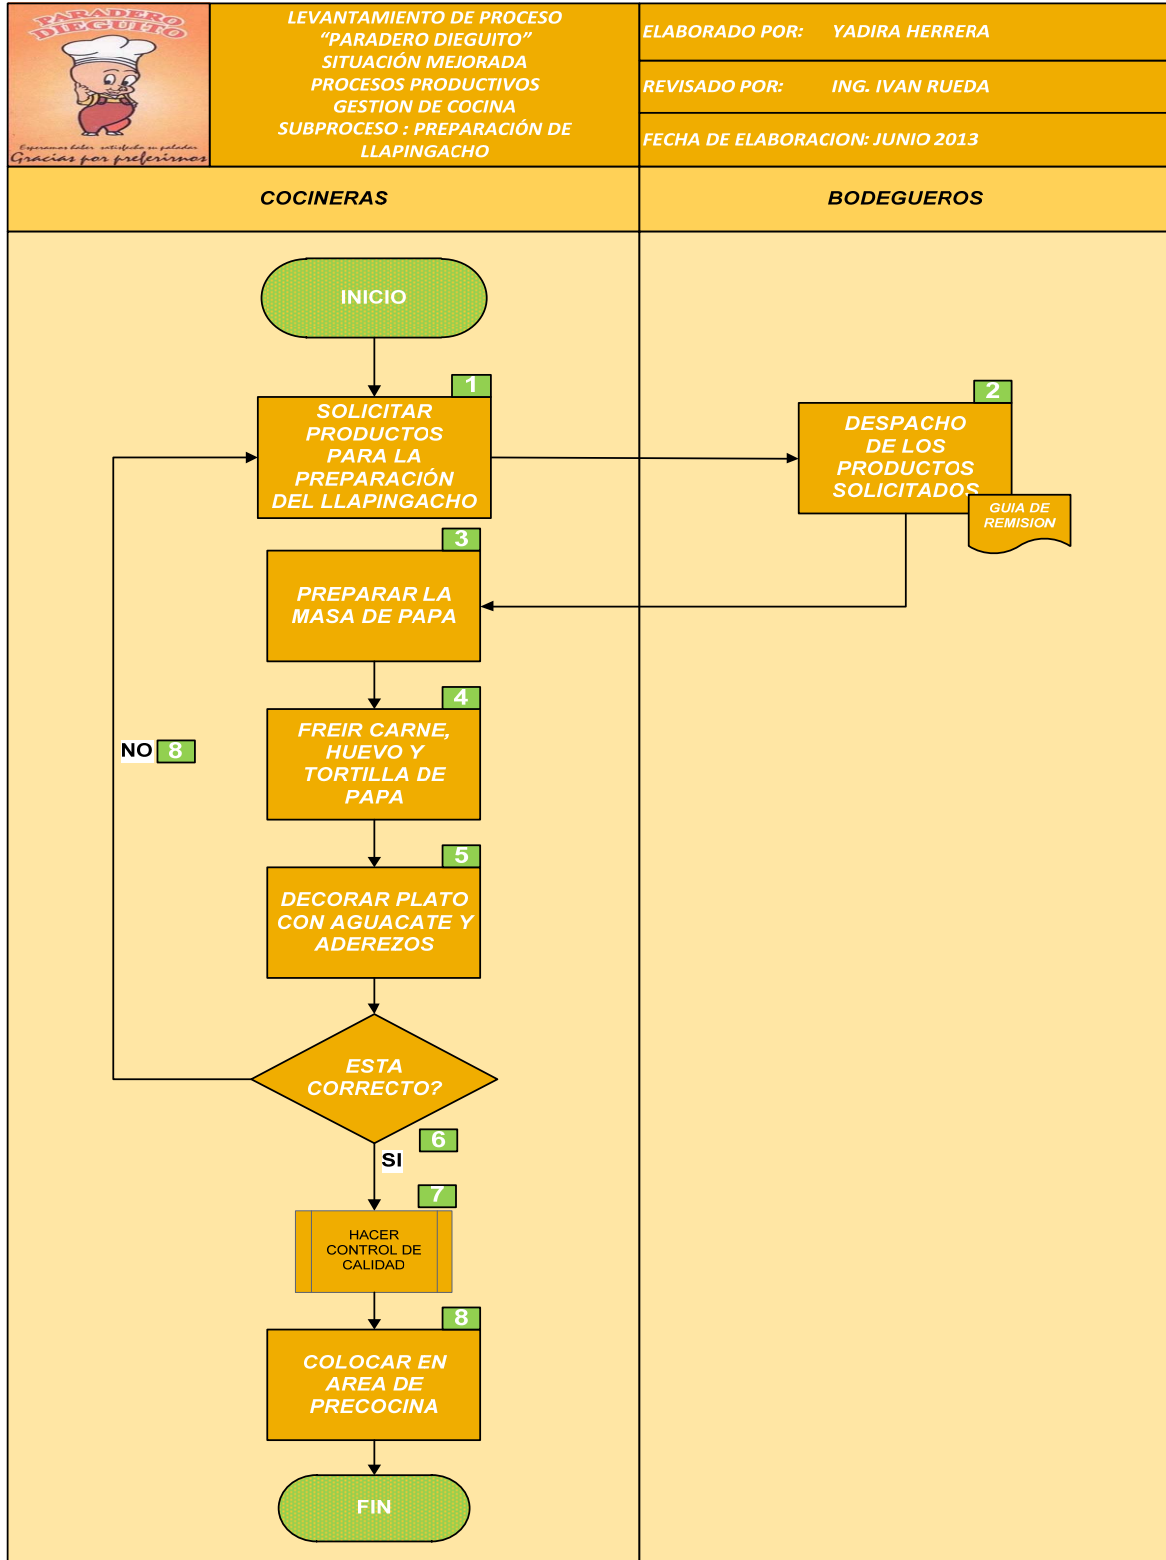 PARADERO
DIEGUITO
Esperamos haber satisfecho su paladar
Gracias por preferirnos
LEVANTAMIENTO DE PROCESO
“PARADERO DIEGUITO”
SITUACIÓN MEJORADA
PROCESOS PRODUCTIVOS
GESTION DE COCINA
SUBPROCESO : PREPARACIÓN DE
LLAPINGACHO
ELABORADO POR: YADIRA HERRERA
REVISADO POR: ING. IVAN RUEDA
FECHA DE ELABORACION: JUNIO 2013
COCINERAS
BODEGUEROS
INICIO
1
SOLICITAR
PRODUCTOS
PARA LA
PREPARACIÓN
DEL LLAPINGACHO
2
DESPACHO
DE LOS
PRODUCTOS
SOLICITADOS
GUIA DE
REMISION
3
PREPARAR LA
MASA DE PAPA
4
FREIR CARNE,
HUEVO Y
TORTILLA DE
PAPA
NO 8
5
DECORAR PLATO
CON AGUACATE Y
ADEREZOS
ESTA
CORRECTO?
6
SI
7
HACER
CONTROL DE
CALIDAD
8
COLOCAR EN
AREA DE
PRECOCINA
FIN